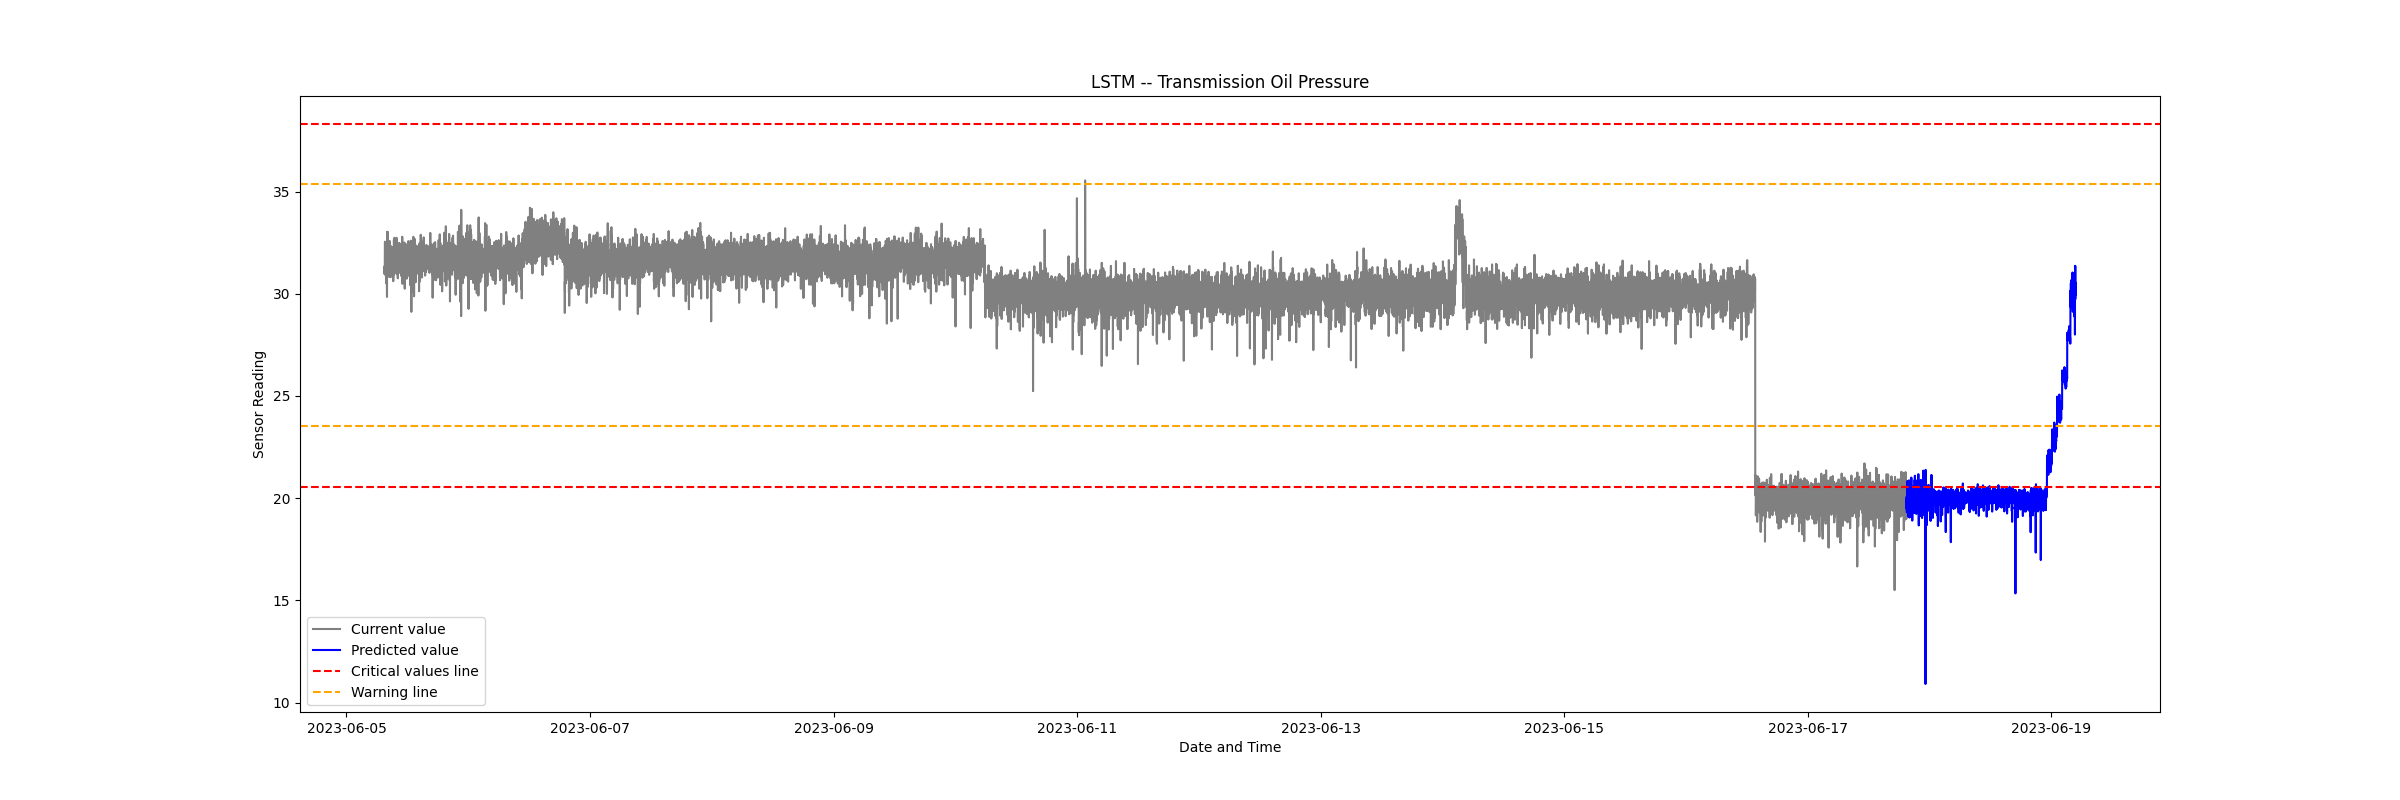 LSTM -- Transmission Oil Pressure
Sensor Reading
35
30
25
20
15
10
Current value
Predicted value
Critical values line
Warning line
2023-06-05
2023-06-07
2023-06-09
2023-06-11
2023-06-13
2023-06-15
2023-06-17
2023-06-19
Date and Time